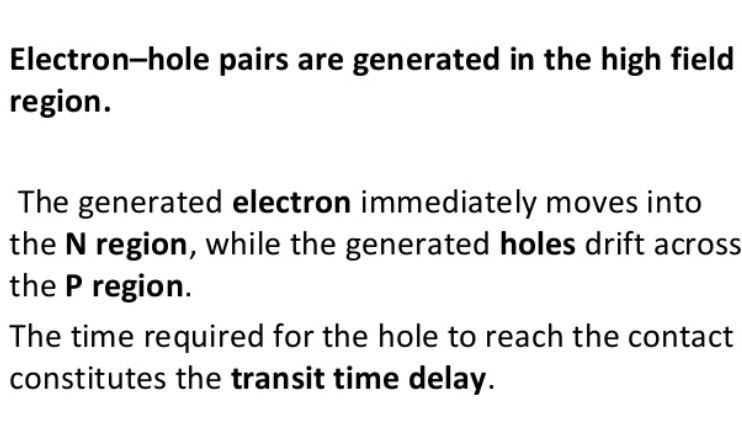 Electron–hole pairs are generated in the high field
region.
The generated electron immediately moves into
the N region, while the generated holes drift across
the P region.
The time required for the hole to reach the contact
constitutes the transit time delay.